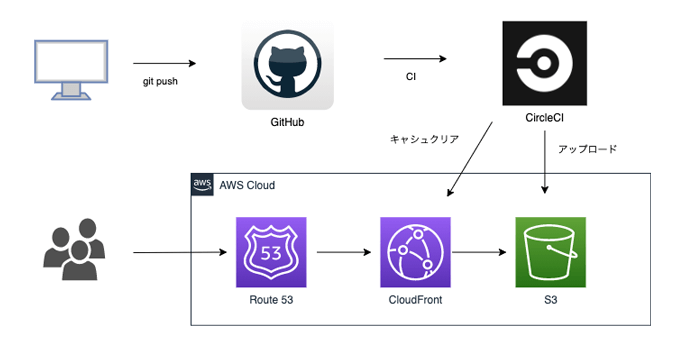 git push
CI
GitHub
CircleCI
キャシュクリア
アップロード
aws
AWS Cloud
53
Route 53
CloudFront
S3